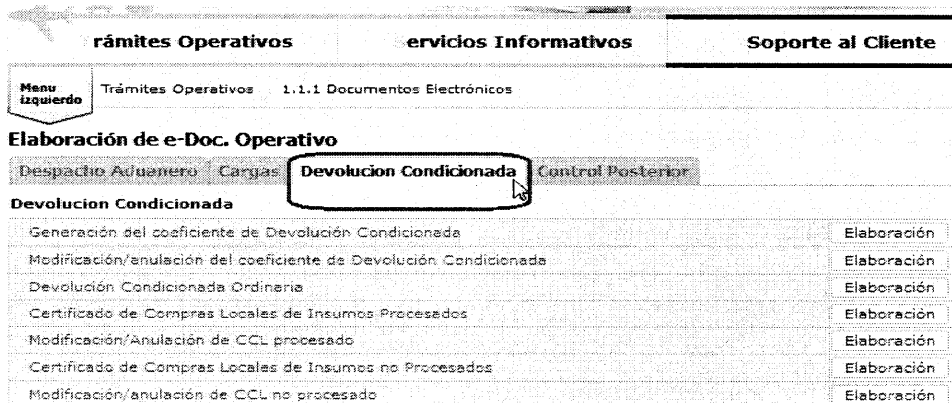 rámites Operativos ervicios Informativos Soporte al Cliente
Menu izquierdo Trámites Operativos 1.1.1 Documentos Electrónicos
Elaboración de e-Doc. Operativo
Despacho Aduanero Cargas Devolucion Condicionada Control Posterior
Devolucion Condicionada
Generación del coeficiente de Devolución Condicionada Elaboración
Modificación/anulación del coeficiente de Devolución Condicionada Elaboración
Devolución Condicionada Ordinaria Elaboración
Certificado de Compras Locales de Insumos Procesados Elaboración
Modificación/Anulación de CCL procesado Elaboración
Certificado de Compras Locales de Insumos no Procesados Elaboración
Modificación/anulación de CCL no procesado Elaboración